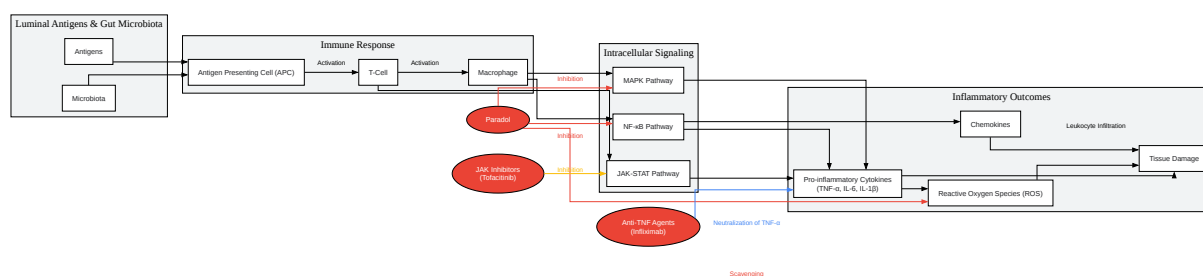 Luminal Antigens & Gut Microbiota
Antigens
Microbiota
Immune Response
Antigen Presenting Cell (APC)
Activation
T-Cell
Activation
Macrophage
Intracellular Signaling
MAPK Pathway
NF-κB Pathway
JAK-STAT Pathway
Inhibition
Paradol
Inhibition
JAK Inhibitors
(Tofacitinib)
Inhibition
Anti-TNF Agents
(Infliximab)
Neutralization of TNF-α
Scavenging
Inflammatory Outcomes
Chemokines
Leukocyte Infiltration
Tissue Damage
Pro-inflammatory Cytokines
(TNF-α, IL-6, IL-1β)
Reactive Oxygen Species (ROS)